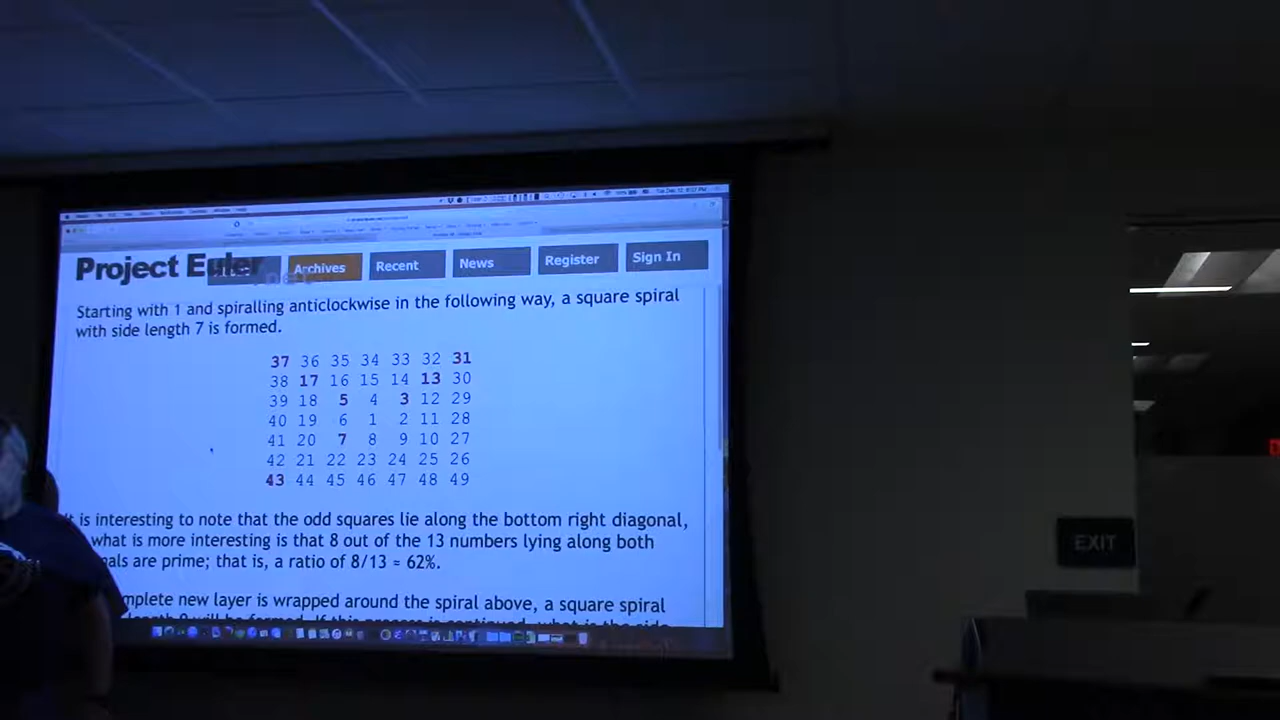 Project Euler
Archives Recent News Register Sign In
Starting with 1 and spiralling anticlockwise in the following way, a square spiral
with side length 7 is formed.
37 36 35 34 33 32 31
38 17 16 15 14 13 30
39 18 5 4 3 12 29
40 19 6 1 2 11 28
41 20 7 8 9 10 27
42 21 22 23 24 25 26
43 44 45 46 47 48 49
is interesting to note that the odd squares lie along the bottom right diagonal,
what is more interesting is that 8 out of the 13 numbers lying along both
are prime; that is, a ratio of 8/13 ≈ 62%.
new layer is wrapped around the spiral above, a square spiral
EXIT